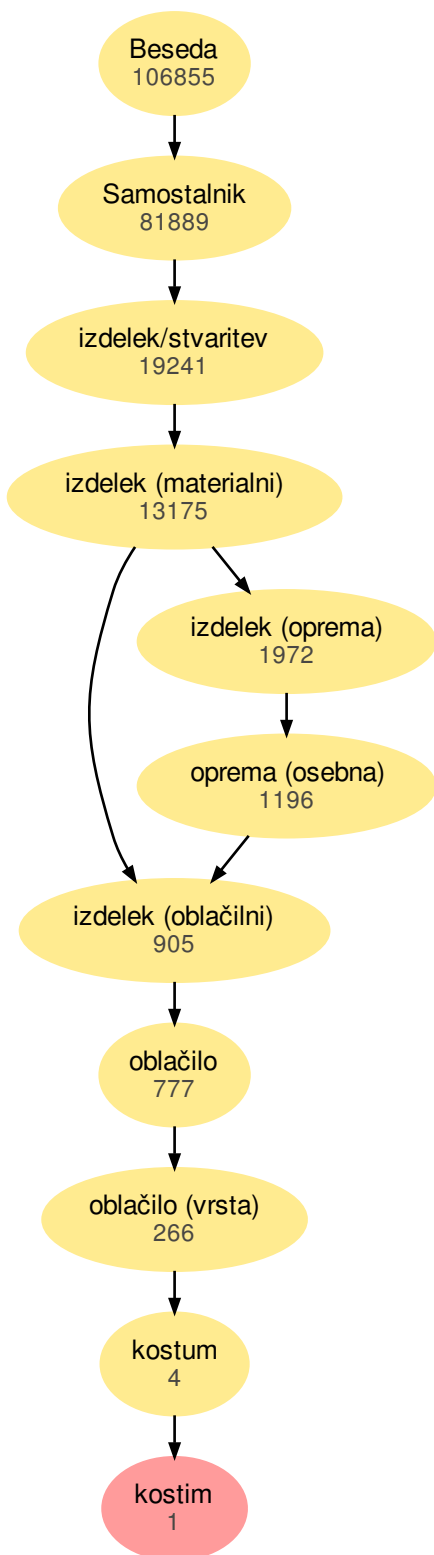 Beseda
106855
Samostalnik
81889
izdelek/stvaritev
19241
izdelek (materialni)
13175
izdelek (oprema)
1972
oprema (osebna)
1196
izdelek (oblačilni)
905
oblačilo
777
oblačilo (vrsta)
266
kostum
4
kostim
1